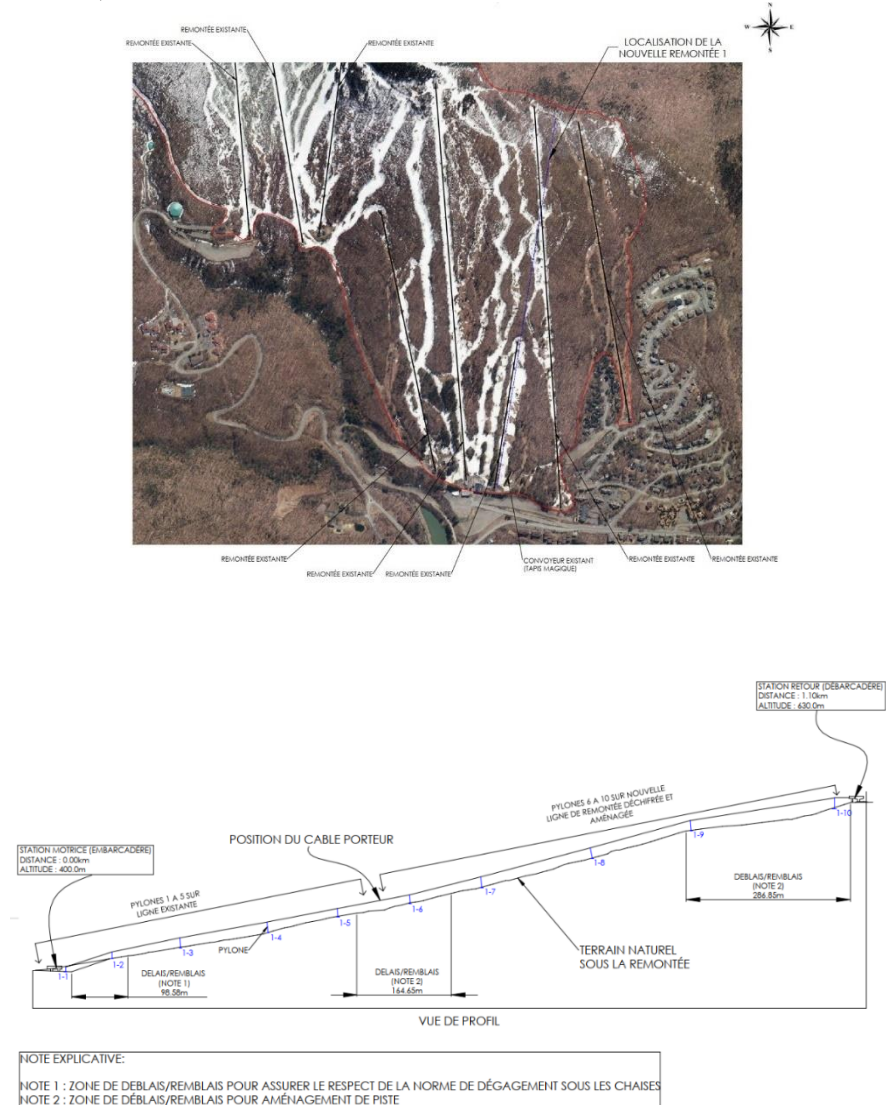 N
E
S
REMONTÉE EXISTANTE
REMONTÉE EXISTANTE
REMONTÉE EXISTANTE
LOCALISATION DE LA
NOUVELLE REMONTÉE 1
REMONTÉE EXISTANTE
REMONTÉE EXISTANTE
REMONTÉE EXISTANTE
CONVOYEUR EXISTANT
(TAPIS MAGIQUE)
REMONTÉE EXISTANTE
REMONTÉE EXISTANTE
STATION RETOUR (DÉBARCADÈRE)
DISTANCE : 1.10km
ALTITUDE : 630.0m
PYLONES 6 A 10 SUR NOUVELLE
LIGNE DE REMONTÉE DÉCHIFRÉE ET
AMÉNAGÉE
POSITION DU CABLE PORTEUR
STATION MOTRICE (EMBARCADÈRE)
DISTANCE : 0.00km
ALTITUDE : 400.0m
PYLONES 1 A 5 SUR
LIGNE EXISTANTE
1-10
1-9
1-8
1-7
1-6
1-5
1-4
1-3
1-2
1-1
PYLONE
DEBLAIS/REMBLAIS
(NOTE 2)
286.85m
TERRAIN NATUREL
SOUS LA REMONTÉE
DELAIS/REMBLAIS
(NOTE 1)
98.58m
DELAIS/REMBLAIS
(NOTE 2)
164.65m
VUE DE PROFIL
NOTE EXPLICATIVE:
NOTE 1 : ZONE DE DEBLAIS/REMBLAIS POUR ASSURER LE RESPECT DE LA NORME DE DÉGAGEMENT SOUS LES CHAISES
NOTE 2 : ZONE DE DÉBLAIS/REMBLAIS POUR AMÉNAGEMENT DE PISTE